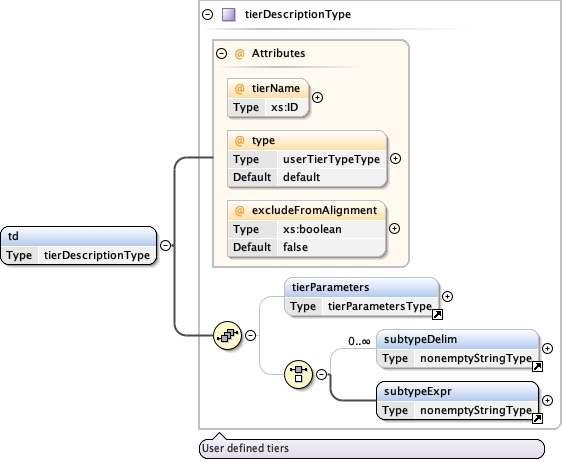 tierDescriptionType
@ Attributes
@ tierName
Type xs:ID
@ type
Type userTierTypeType
Default default
@ excludeFromAlignment
Type xs:boolean
Default false
td
Type tierDescriptionType
tierParameters
Type tierParametersType
0..∞
subtypeDelim
Type nonemptyStringType
subtypeExpr
Type nonemptyStringType
User defined tiers